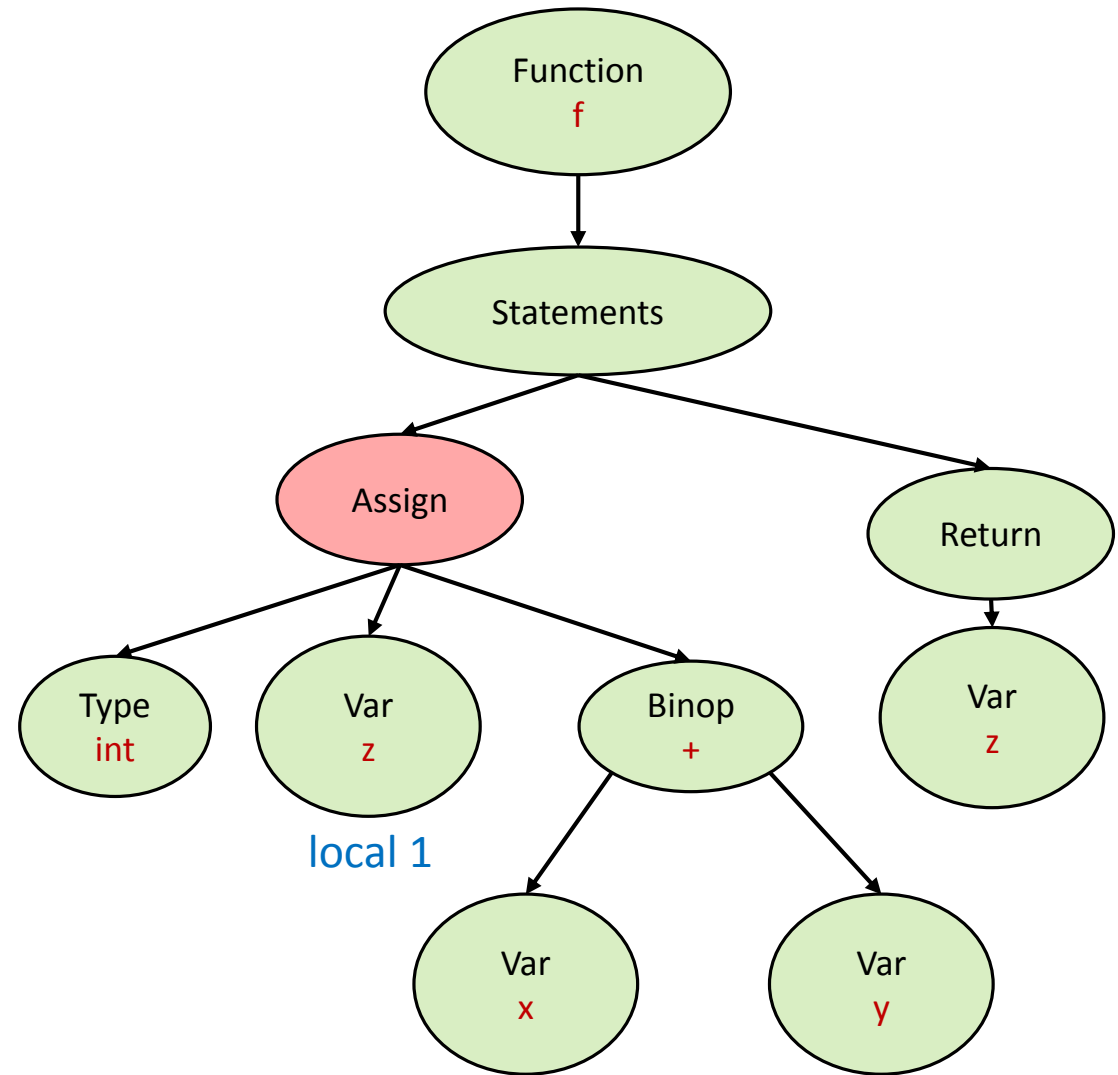 Function
f
Statements
Assign
Return
Type
int
Var
z
Binop
+
Var
z
local 1
Var
x
Var
y